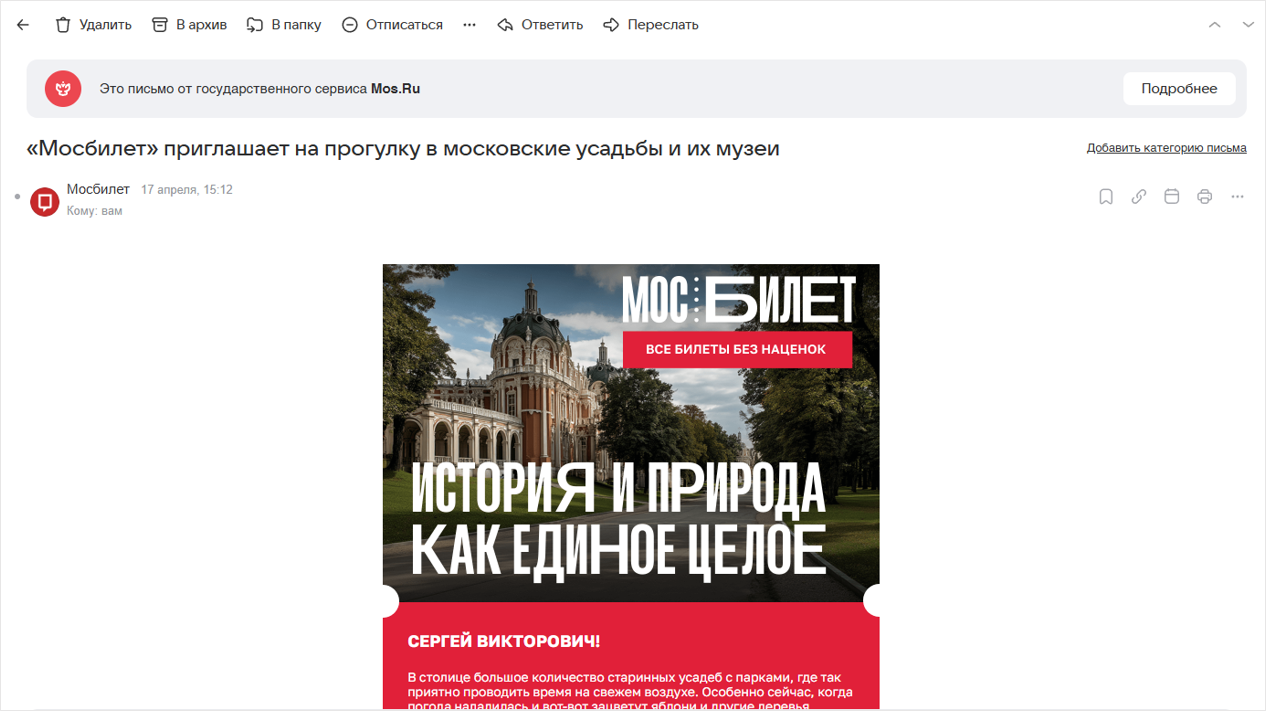 Удалить В архив В папку Отписаться ··· Ответить Переслать
Это письмо от государственного сервиса Mos.Ru
Подробнее
«Мосбилет» приглашает на прогулку в московские усадьбы и их музеи
Добавить категорию письма
Мосбилет 17 апреля, 15:12
Кому: вам
МОС БИЛЕТ
ВСЕ БИЛЕТЫ БЕЗ НАЦЕНОК
ИСТОРИЯ И ПРИРОДА
КАК ЕДИНОЕ ЦЕЛОЕ
СЕРГЕЙ ВИКТОРОВИЧ!
В столице большое количество старинных усадеб с парками, где так
приятно проводить время на свежем воздухе. Особенно сейчас, когда
погода наладилась и вот-вот зацветут яблони и другие деревья